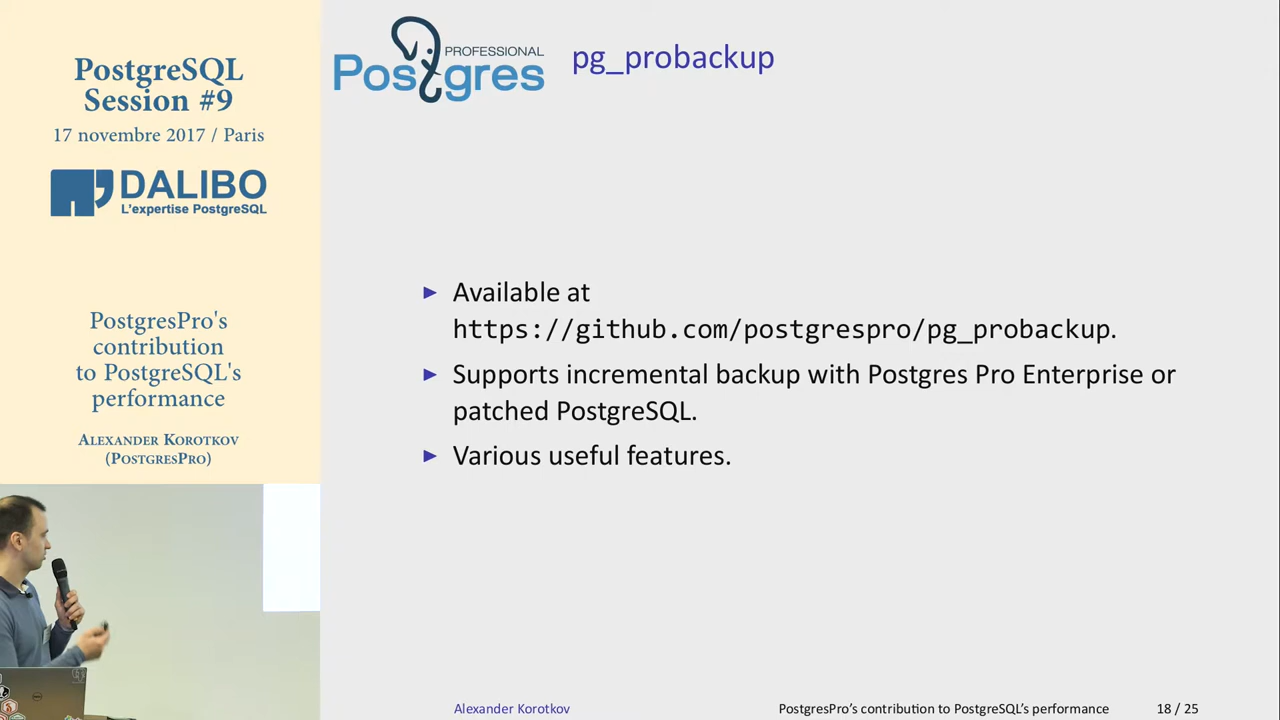 PostgreSQL
Session #9
17 novembre 2017 / Paris
DALIBO
L'expertise PostgreSQL
PostgresPro's
contribution
to PostgreSQL's
performance
ALEXANDER KOROTKOV
(POSTGRESPRO)
PROFESSIONAL
Postgres
pg_probackup
► Available at
https://github.com/postgrespro/pg_probackup.
► Supports incremental backup with Postgres Pro Enterprise or
patched PostgreSQL.
► Various useful features.
Alexander Korotkov
PostgresPro's contribution to PostgreSQL's performance
18 / 25